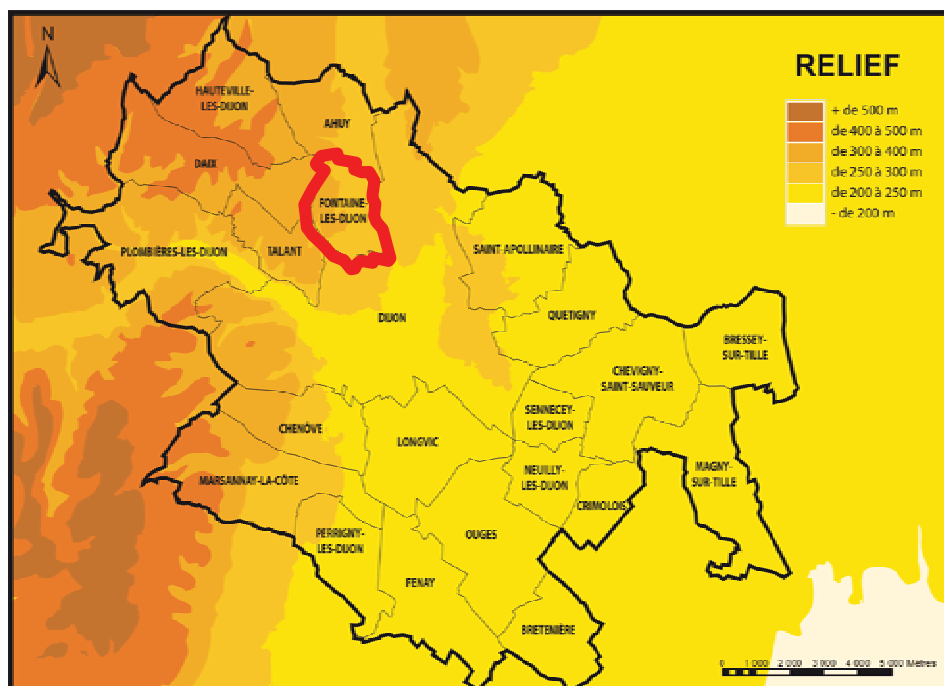 N
RELIEF
+ de 500 m
de 400 à 500 m
de 300 à 400 m
de 250 à 300 m
de 200 à 250 m
- de 200 m
HAUTEVILLE-
LES-DIJON
AHUY
DAIX
FONTAINE-
LES-DIJON
PLOMBIÈRES-LES-DIJON
TALANT
SAINT-APOLLINAIRE
DIJON
QUETIGNY
BRESSEY-
SUR-TILLE
CHEVIGNY-
SAINT-SAUVEUR
SENNECEY-
LES-DIJON
CHENÔVE
LONGVIC
NEUILLY-
LES-DIJON
MAGNY-
SUR-TILLE
MARSANNAY-LA-CÔTE
CRIMOLOIS
PERRIGNY-
LES-DIJON
OUGES
FENAY
BRETENIÈRE
0 1 000 2 000 3 000 4 000 5 000 Mètres